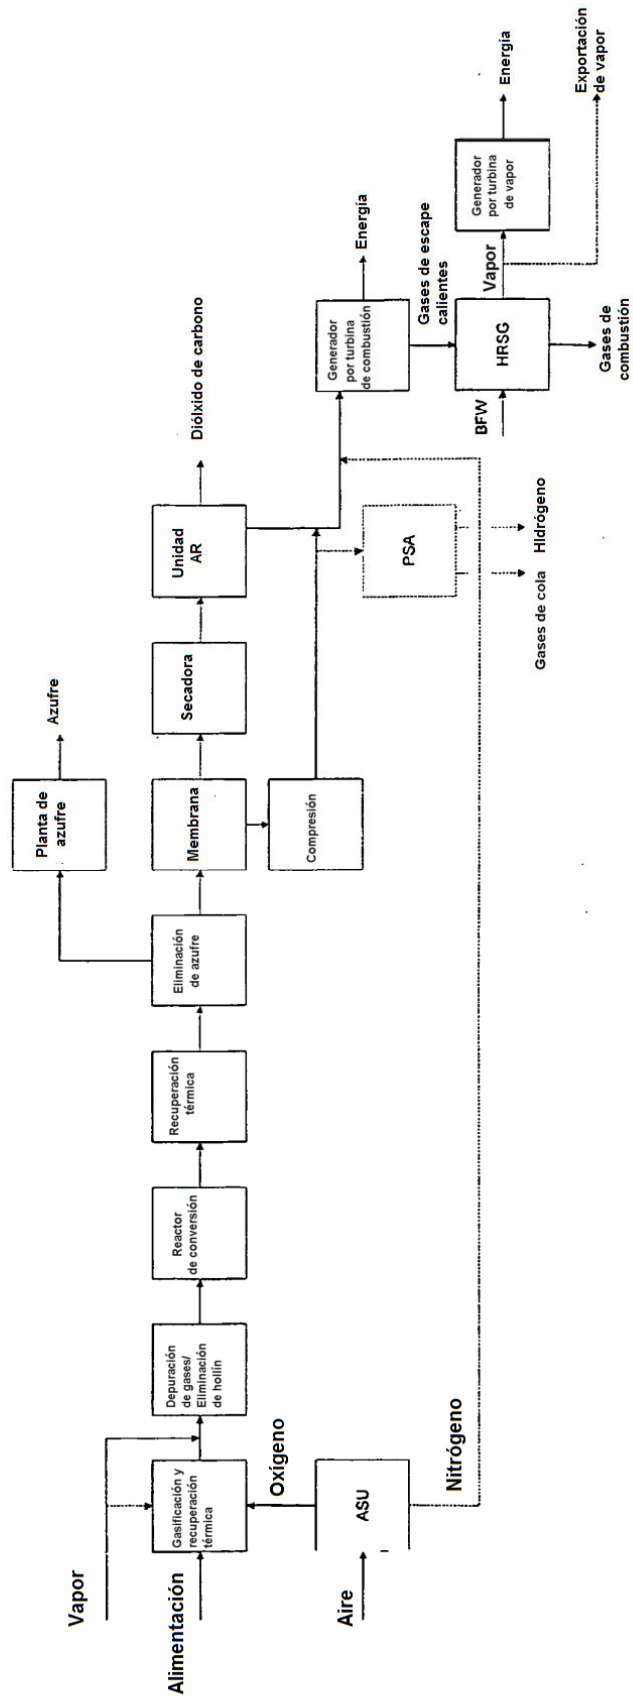 Vapor
Alimentación
Aire
Gasificación y
recuperación
térmica
Oxígeno
ASU
Nitrógeno
Depuración
de gases/
Eliminación
de hollín
Reactor
de conversión
Recuperación
térmica
Eliminación
de azufre
Planta de
azufre
Azufre
Membrana
Compresión
Secadora
Unidad
AR
Diólxido de carbono
PSA
Gases de cola
HIdrógeno
Generador
por turbina
de combustión
Energía
Gases de escape
calientes
BFW
HRSG
Gases de
combustión
Vapor
Generador
por turbina
de vapor
Energía
Exportación
de vapor